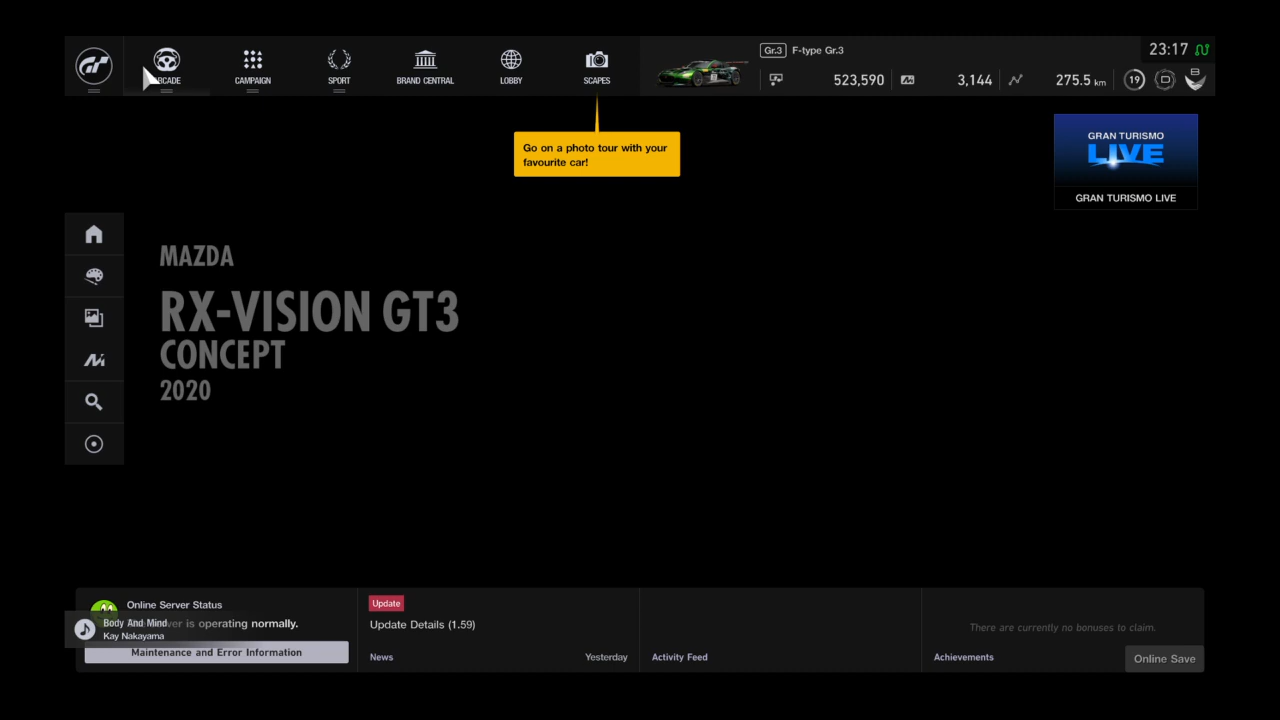 GT
ARCADE
CAMPAIGN
SPORT
BRAND CENTRAL
LOBBY
SCAPES
Gr.3 F-type Gr.3
23:17
523,590
3,144
275.5 km
19
D
B
Go on a photo tour with your
favourite car!
GRAN TURISMO
LIVE
GRAN TURISMO LIVE
MAZDA
RX-VISION GT3
CONCEPT
2020
Online Server Status
er is operating normally.
Body And Mind
Kay Nakayama
Maintenance and Error Information
Update
Update Details (1.59)
News
Yesterday
Activity Feed
There are currently no bonuses to claim.
Achievements
Online Save